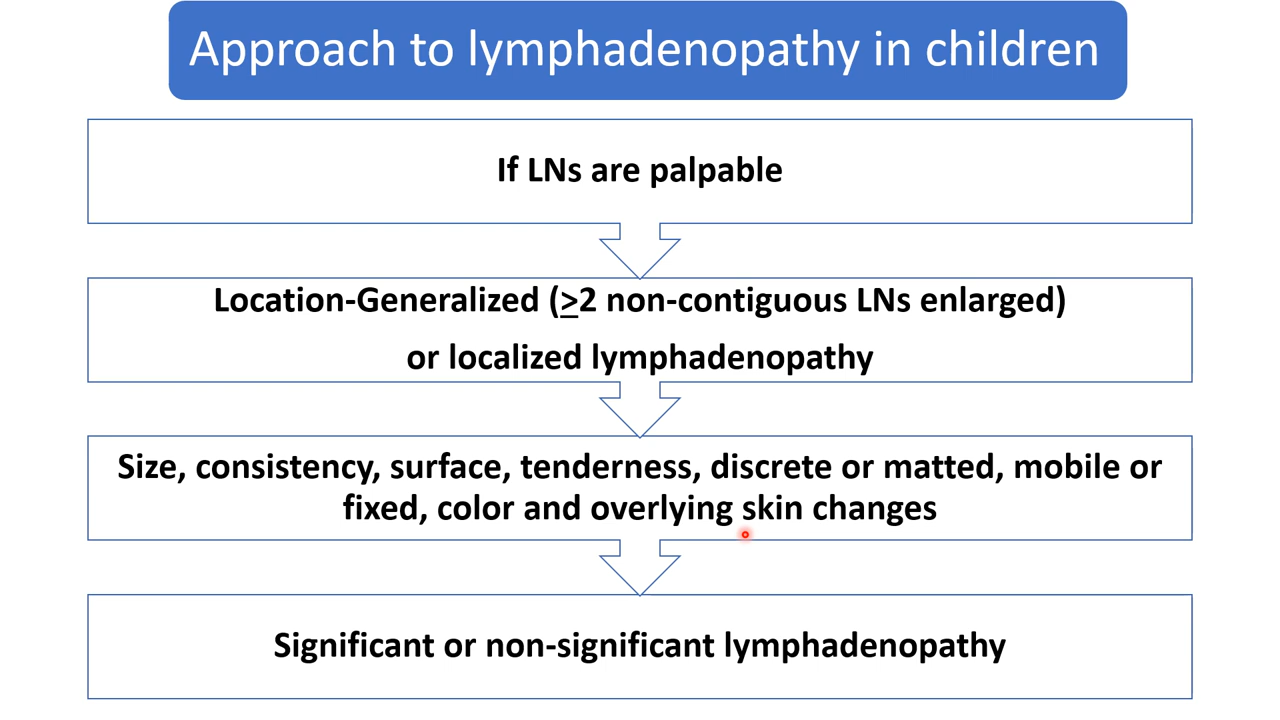 Approach to lymphadenopathy in children
If LNs are palpable
Location-Generalized (≥2 non-contiguous LNs enlarged)
or localized lymphadenopathy
Size, consistency, surface, tenderness, discrete or matted, mobile or
fixed, color and overlying skin changes
Significant or non-significant lymphadenopathy